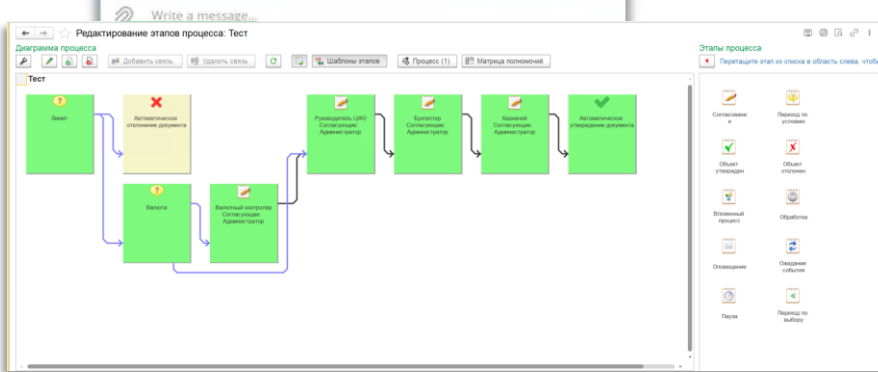 Write a message...
Редактирование этапов процесса: Тест
Диаграмма процесса
Добавить связь
Удалить связь
Шаблоны этапов
Процесс (1)
Матрица полномочий
Тест
Лимит
Автоматическое
отклонение документа
Руководитель ЦФО
Согласующие:
Администратор
Бухгалтер
Согласующие:
Администратор
Казначей
Согласующие:
Администратор
Автоматическое
утверждение документа
Валюта
Валютный контролер
Согласующие:
Администратор
Этапы процесса
Перетащите этап из списка в область слева, чтобы
Согласовани
е
Переход по
условию
Объект
утвержден
Объект
отклонен
Вложенный
процесс
Обработка
Оповещение
Ожидание
события
Пауза
Переход по
выбору